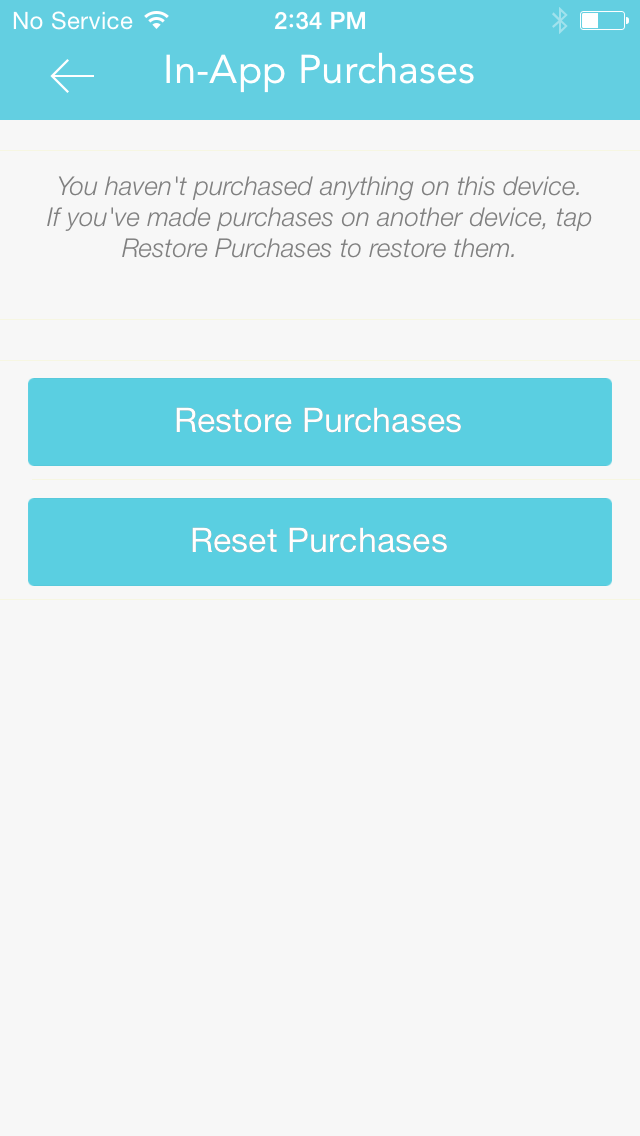 No Service 2:34 PM
In-App Purchases
You haven't purchased anything on this device.
If you've made purchases on another device, tap
Restore Purchases to restore them.
Restore Purchases
Reset Purchases